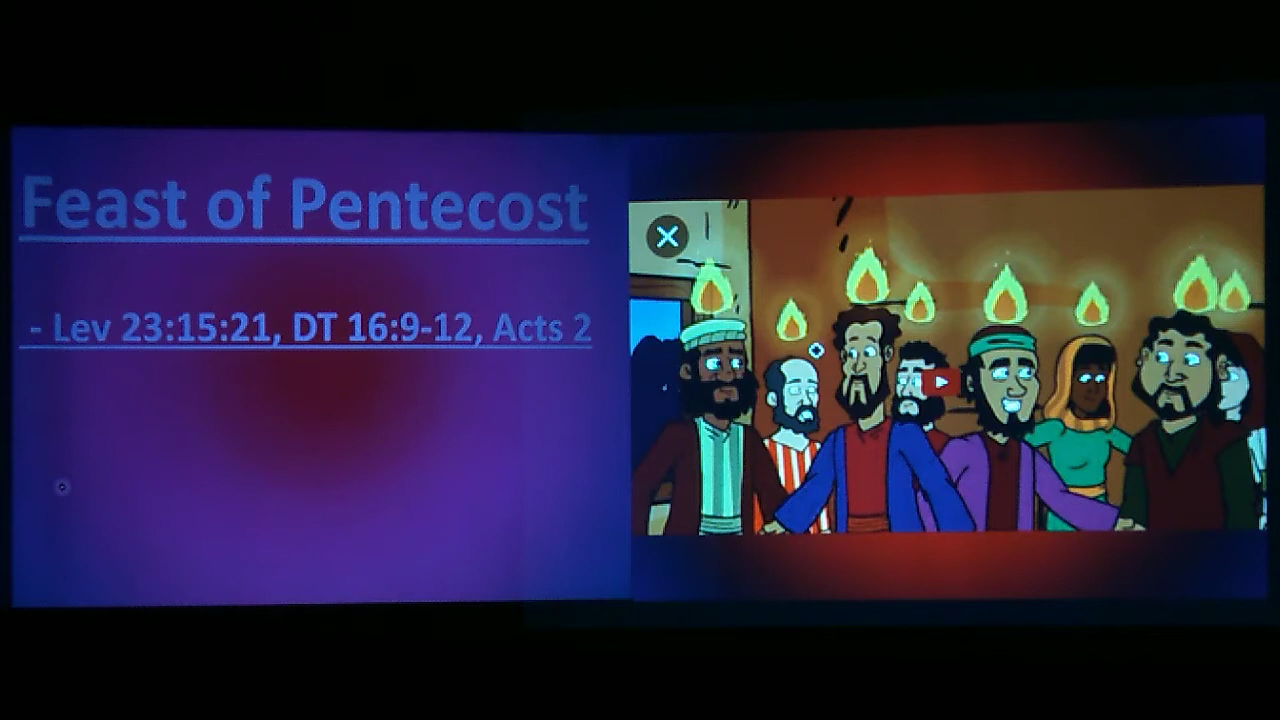 Feast of Pentecost
- Lev 23:15:21, DT 16:9-12, Acts 2